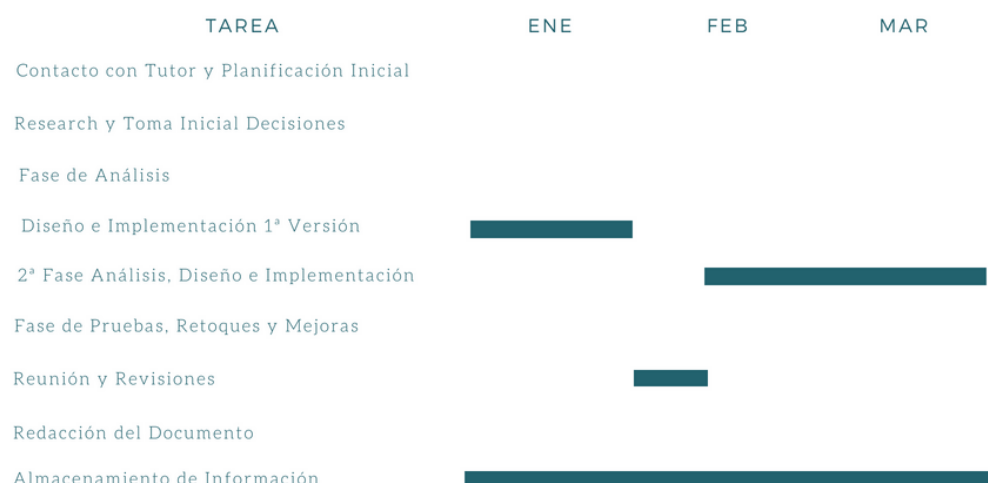 TAREA ENE FEB MAR
Contacto con Tutor y Planificación Inicial
Research y Toma Inicial Decisiones
Fase de Análisis
Diseño e Implementación 1ª Versión
2ª Fase Análisis, Diseño e Implementación
Fase de Pruebas, Retoques y Mejoras
Reunión y Revisiones
Redacción del Documento
Almacenamiento de Información